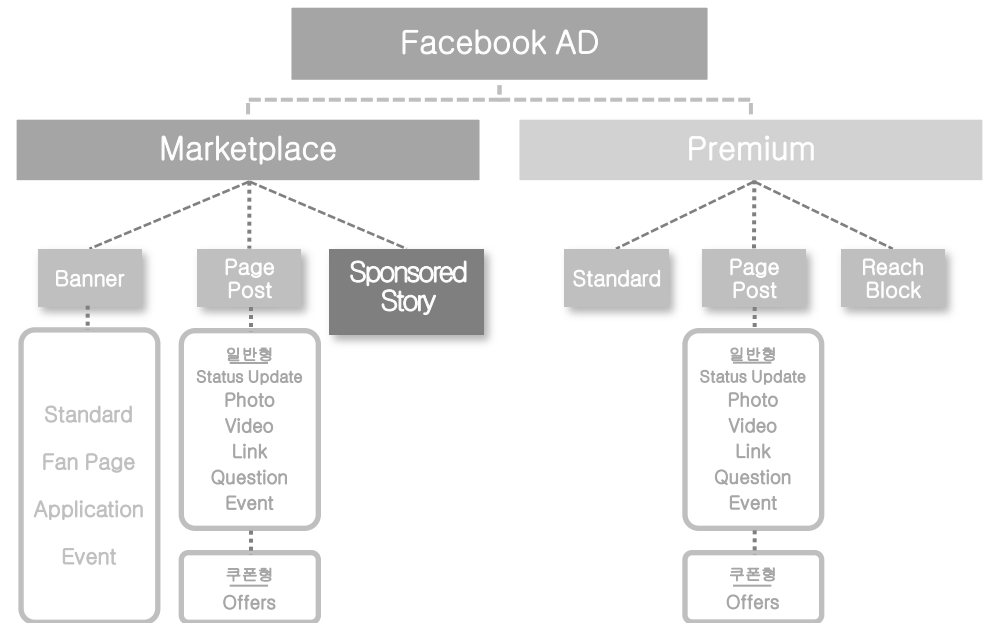 Facebook AD
Marketplace
Premium
Banner
Page
Post
Sponsored
Story
Standard
Page
Post
Reach
Block
Standard
Fan Page
Application
Event
일반형
Status Update
Photo
Video
Link
Question
Event
쿠폰형
Offers
일반형
Status Update
Photo
Video
Link
Question
Event
쿠폰형
Offers